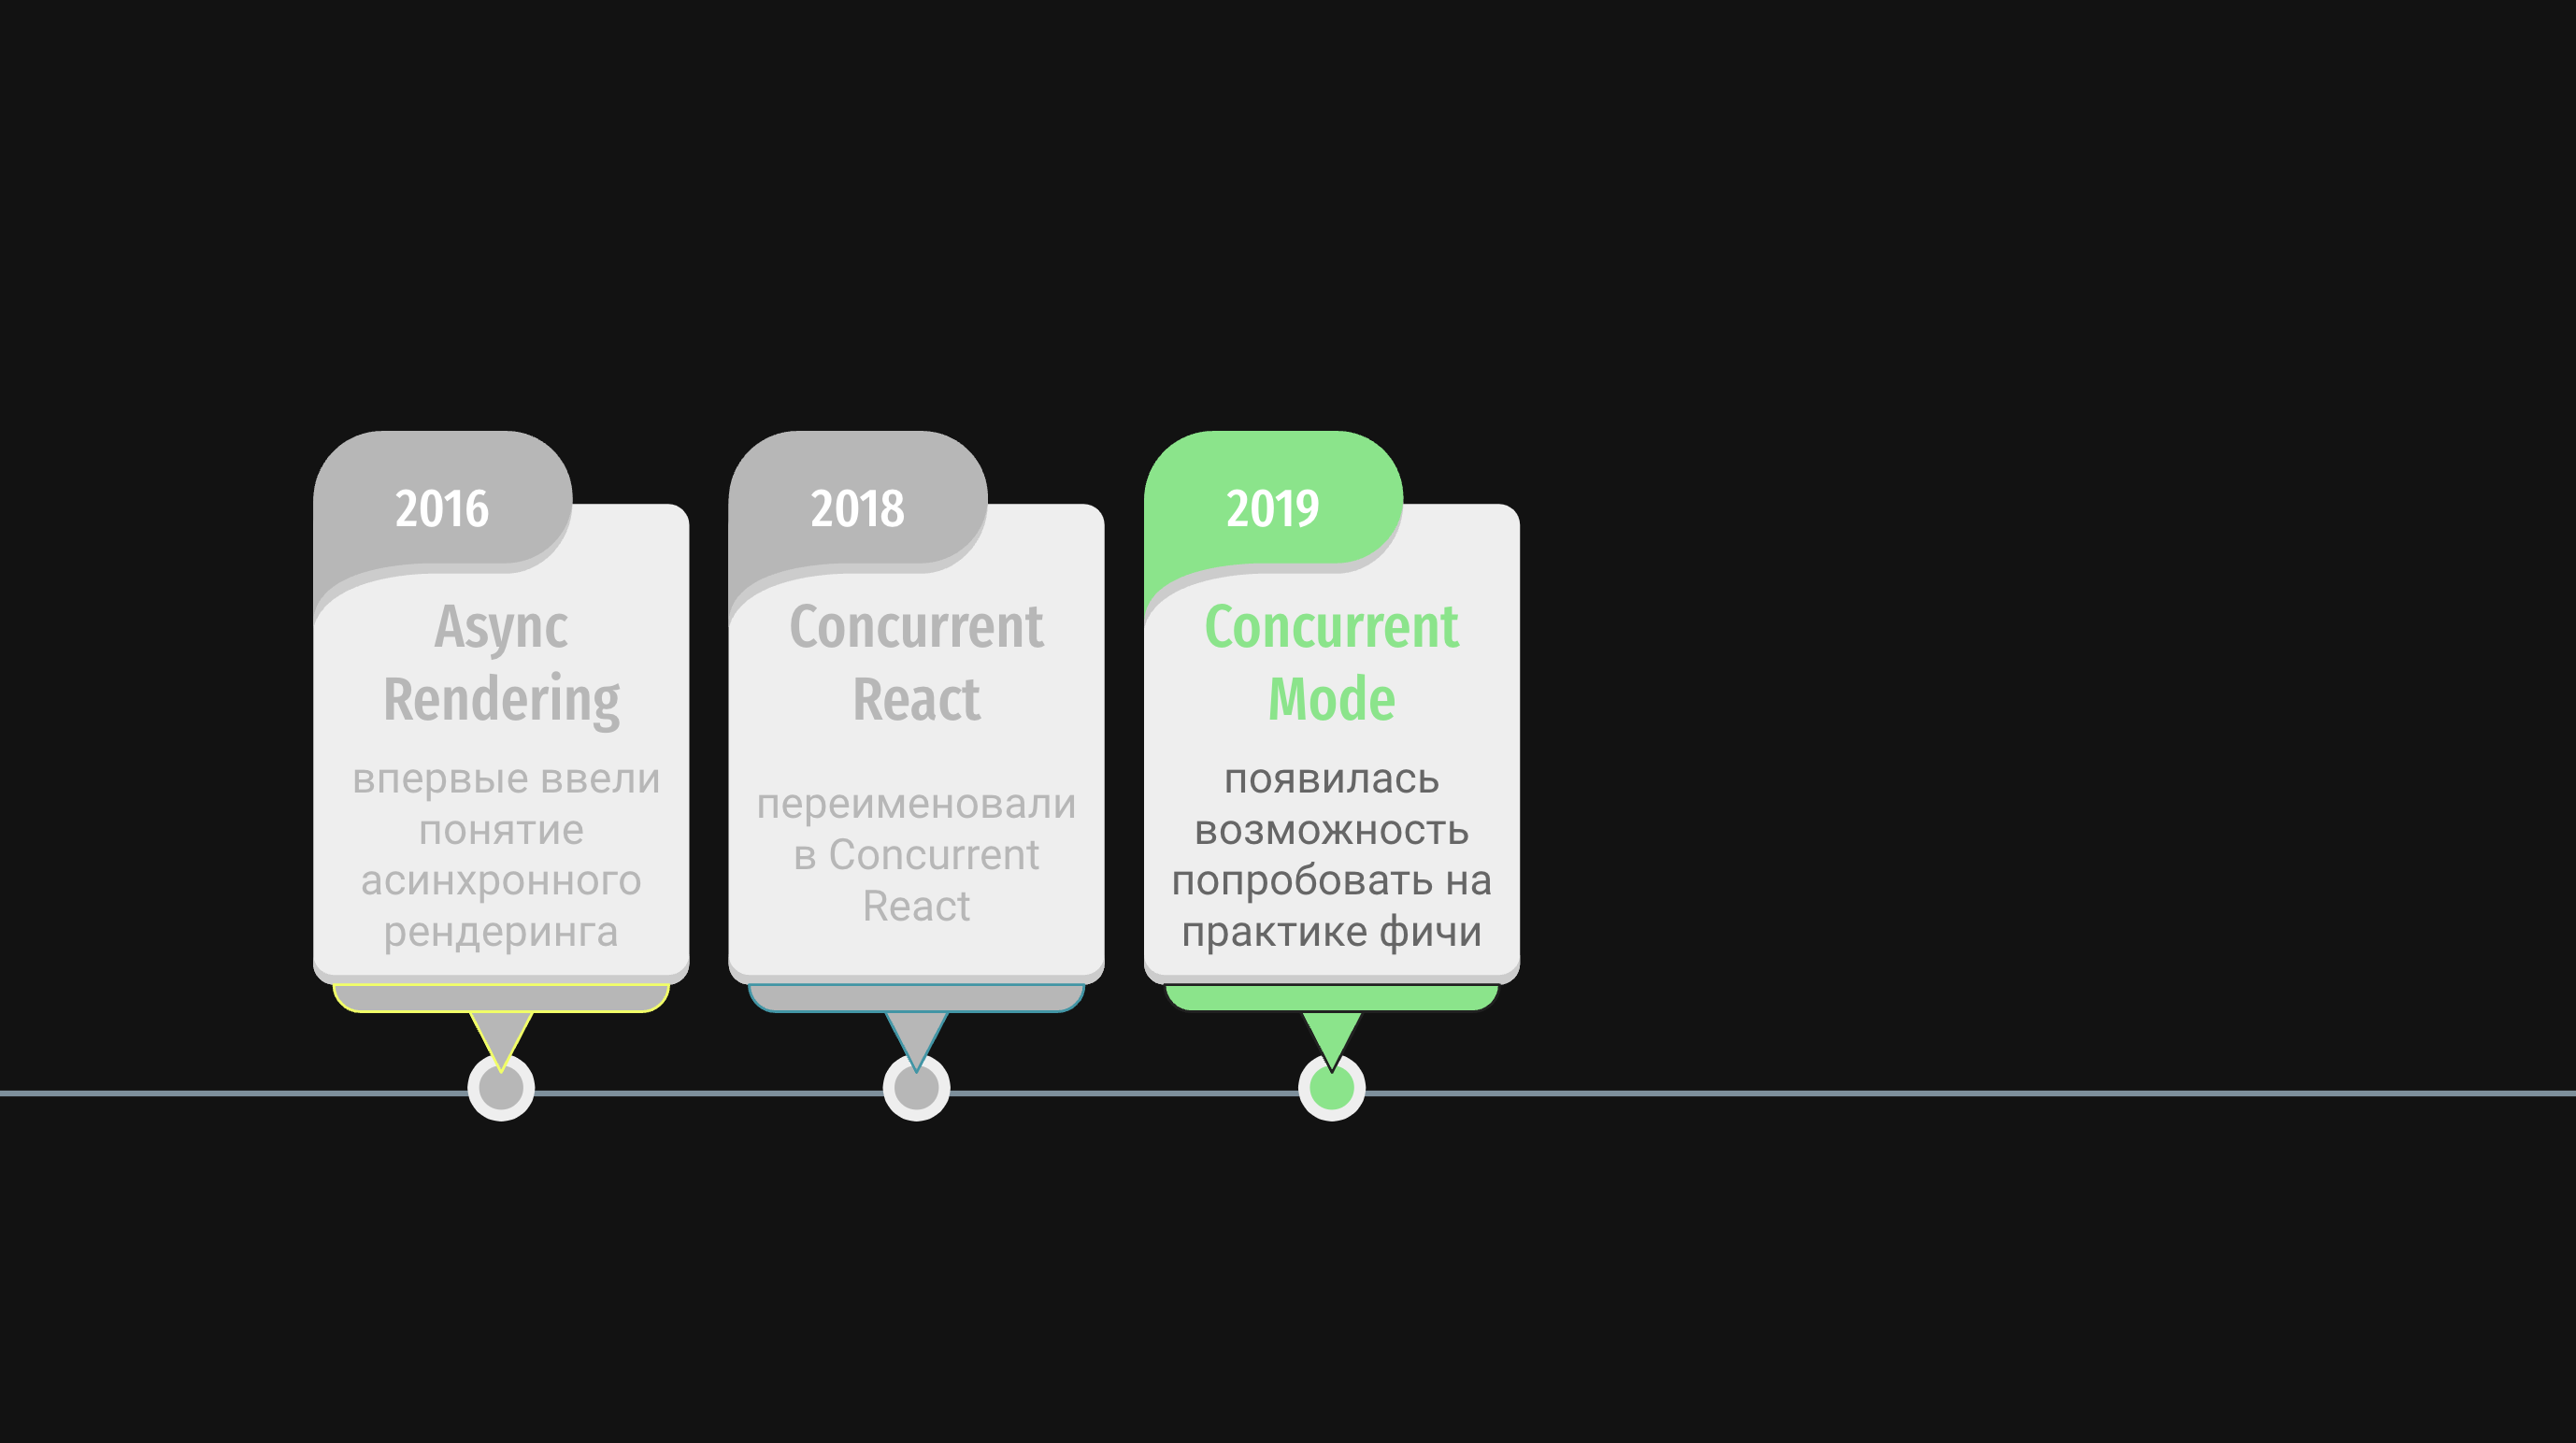 2016
Async
Rendering
впервые ввели
понятие
асинхронного
рендеринга
2018
Concurrent
React
переименовали
в Concurrent
React
2019
Concurrent
Mode
появилась
возможность
попробовать на
практике фичи